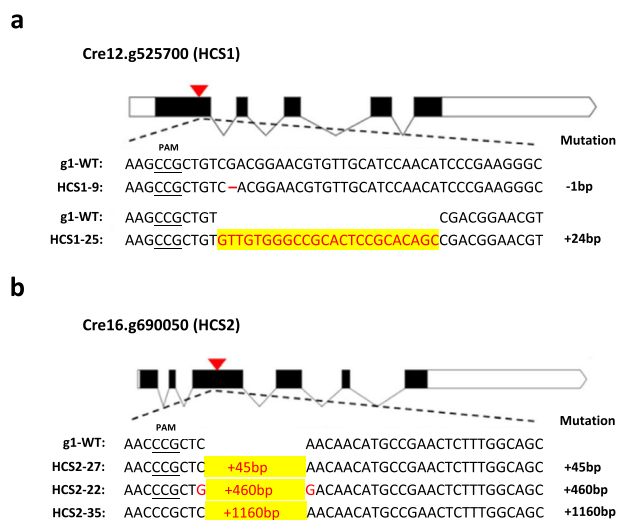 a
Cre12.g525700 (HCS1)
Mutation
PAM
g1-WT: AAGCCGCTGTCGACGGAACGTGTTGCATCCAACATCCCGAAGGGC
HCS1-9: AAGCCGCTGTC–ACGGAACGTGTTGCATCCAACATCCCGAAGGGC -1bp
g1-WT: AAGCCGCTGT CGACGGAACGT
HCS1-25: AAGCCGCTGTGTTGTGGGCCGCACTCCGCACAGCCGACGGAACGT +24bp
b
Cre16.g690050 (HCS2)
Mutation
PAM
g1-WT: AACCCGCTC AACAACATGCCGAACTCTTTGGCAGC
HCS2-27: AACCCGCTC +45bp AACAACATGCCGAACTCTTTGGCAGC +45bp
HCS2-22: AACCCGCTG +460bp GACAACATGCCGAACTCTTTGGCAGC +460bp
HCS2-35: AACCCGCTC +1160bp AACAACATGCCGAACTCTTTGGCAGC +1160bp